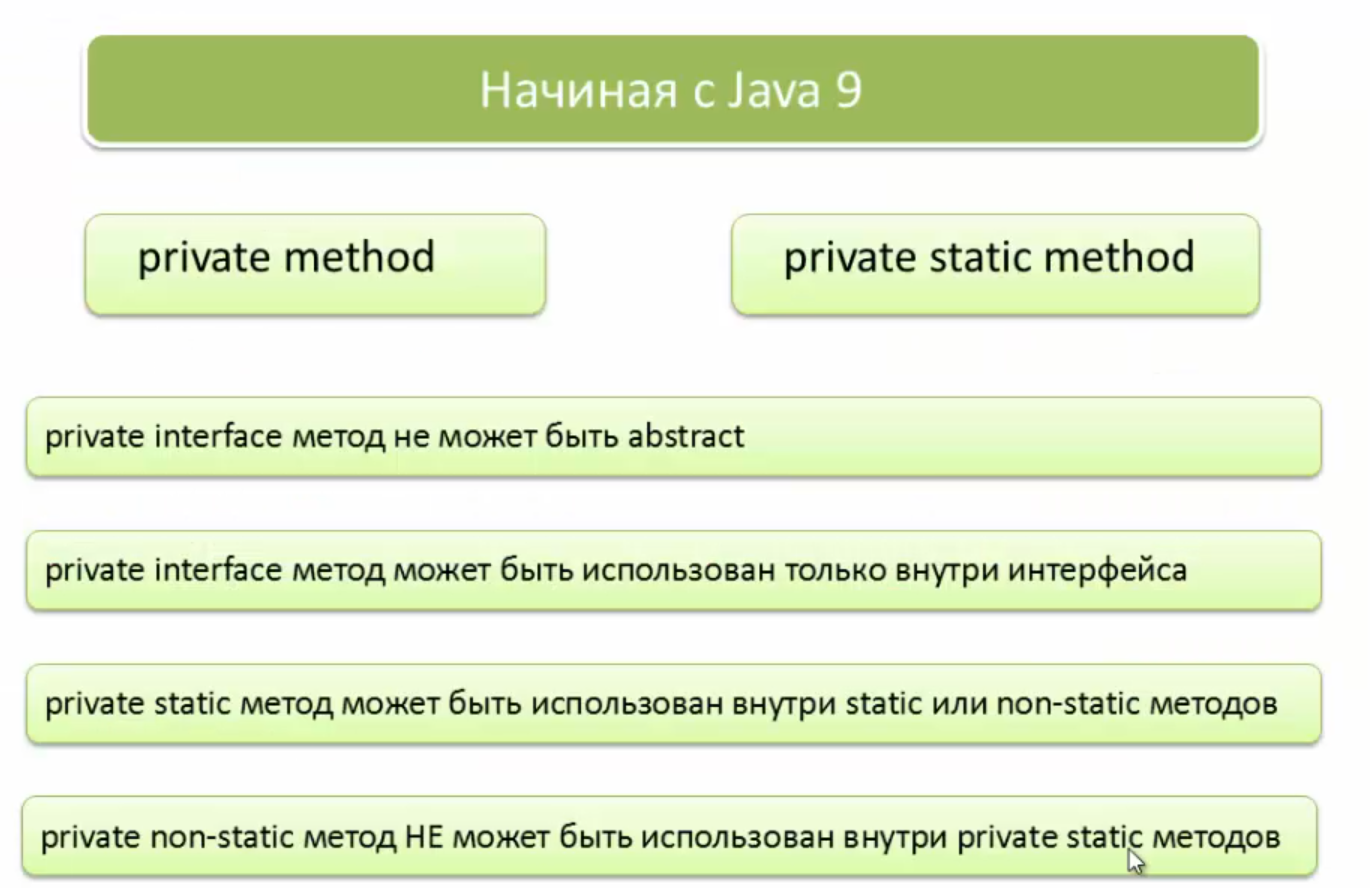 Начиная с Java 9
private method
private static method
private interface метод не может быть abstract
private interface метод может быть использован только внутри интерфейса
private static метод может быть использован внутри static или non-static методов
private non-static метод НЕ может быть использован внутри private static методов